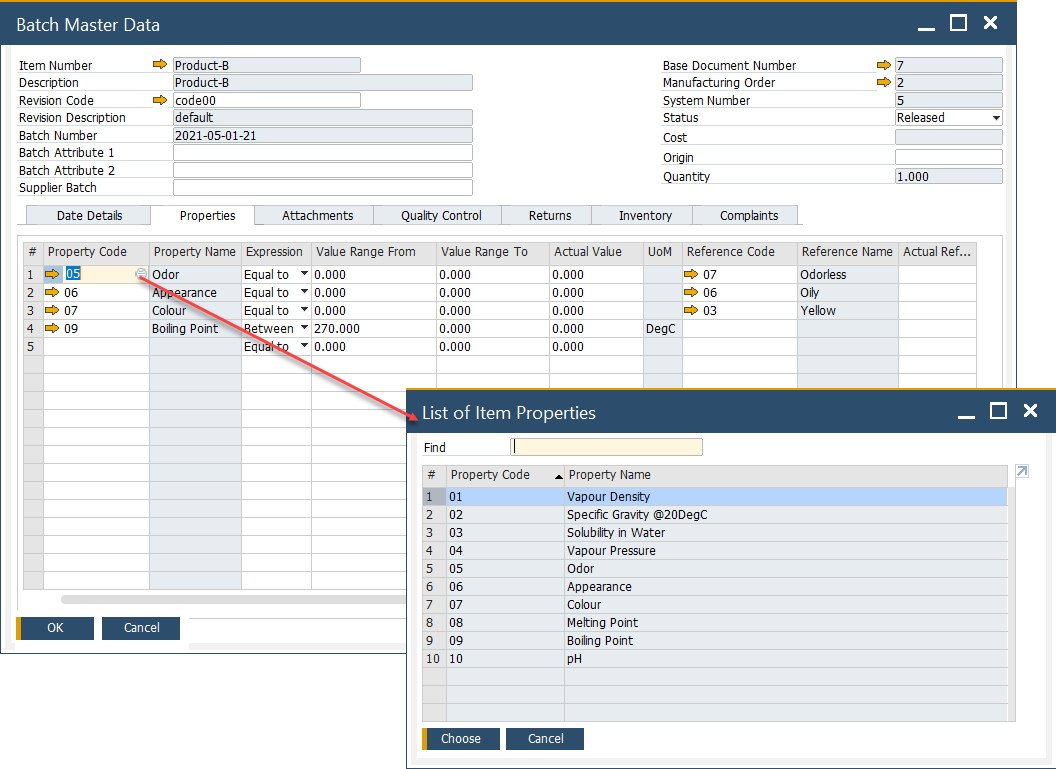 Batch Master Data
Item Number Product-B
Description Product-B
Revision Code code00
Revision Description default
Batch Number 2021-05-01-21
Batch Attribute 1
Batch Attribute 2
Supplier Batch
Base Document Number 7
Manufacturing Order 2
System Number 5
Status Released
Cost
Origin
Quantity 1.000
Date Details Properties Attachments Quality Control Returns Inventory Complaints
# Property Code Property Name Expression Value Range From Value Range To Actual Value UoM Reference Code Reference Name Actual Ref...
1 05 Odor Equal to 0.000 0.000 0.000 07 Odorless
2 06 Appearance Equal to 0.000 0.000 0.000 06 Oily
3 07 Colour Equal to 0.000 0.000 0.000 03 Yellow
4 09 Boiling Point Between 270.000 0.000 0.000 DegC
5 Equal to 0.000 0.000 0.000
OK Cancel
List of Item Properties
Find
# Property Code Property Name
1 01 Vapour Density
2 02 Specific Gravity @20DegC
3 03 Solubility in Water
4 04 Vapour Pressure
5 05 Odor
6 06 Appearance
7 07 Colour
8 08 Melting Point
9 09 Boiling Point
10 10 pH
Choose Cancel